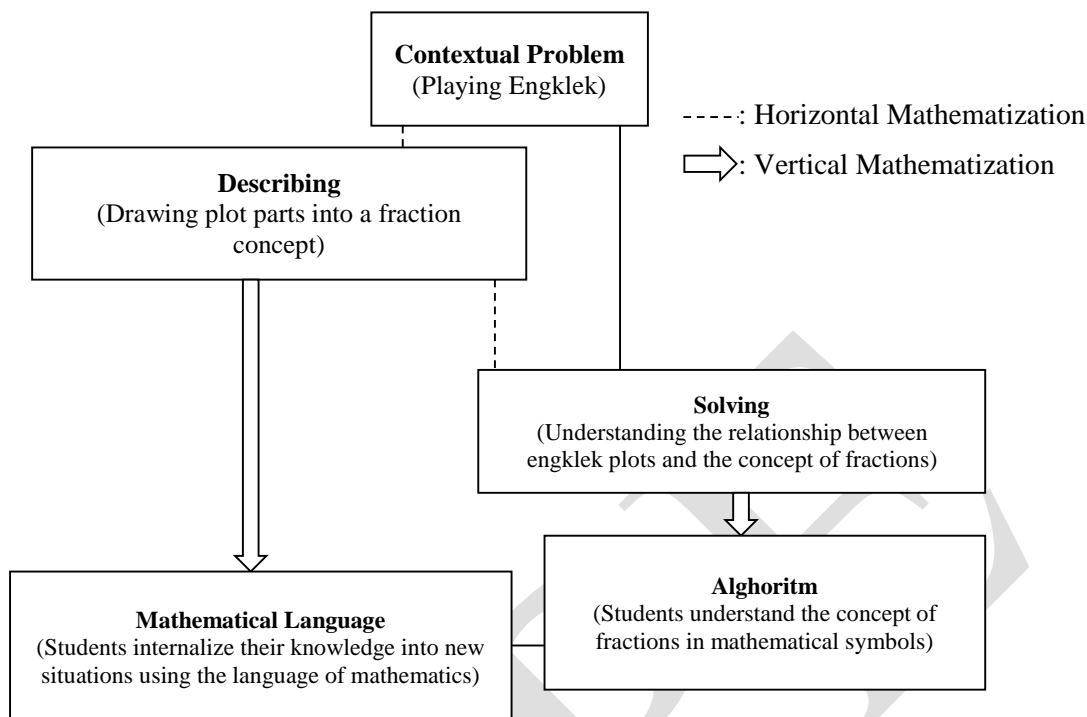 Contextual Problem
(Playing Engklek)
: Horizontal Mathematization
: Vertical Mathematization
Describing
(Drawing plot parts into a fraction
concept)
Solving
(Understanding the relationship between
engklek plots and the concept of fractions)
Alghoritm
(Students understand the concept of
fractions in mathematical symbols)
Mathematical Language
(Students internalize their knowledge into new
situations using the language of mathematics)